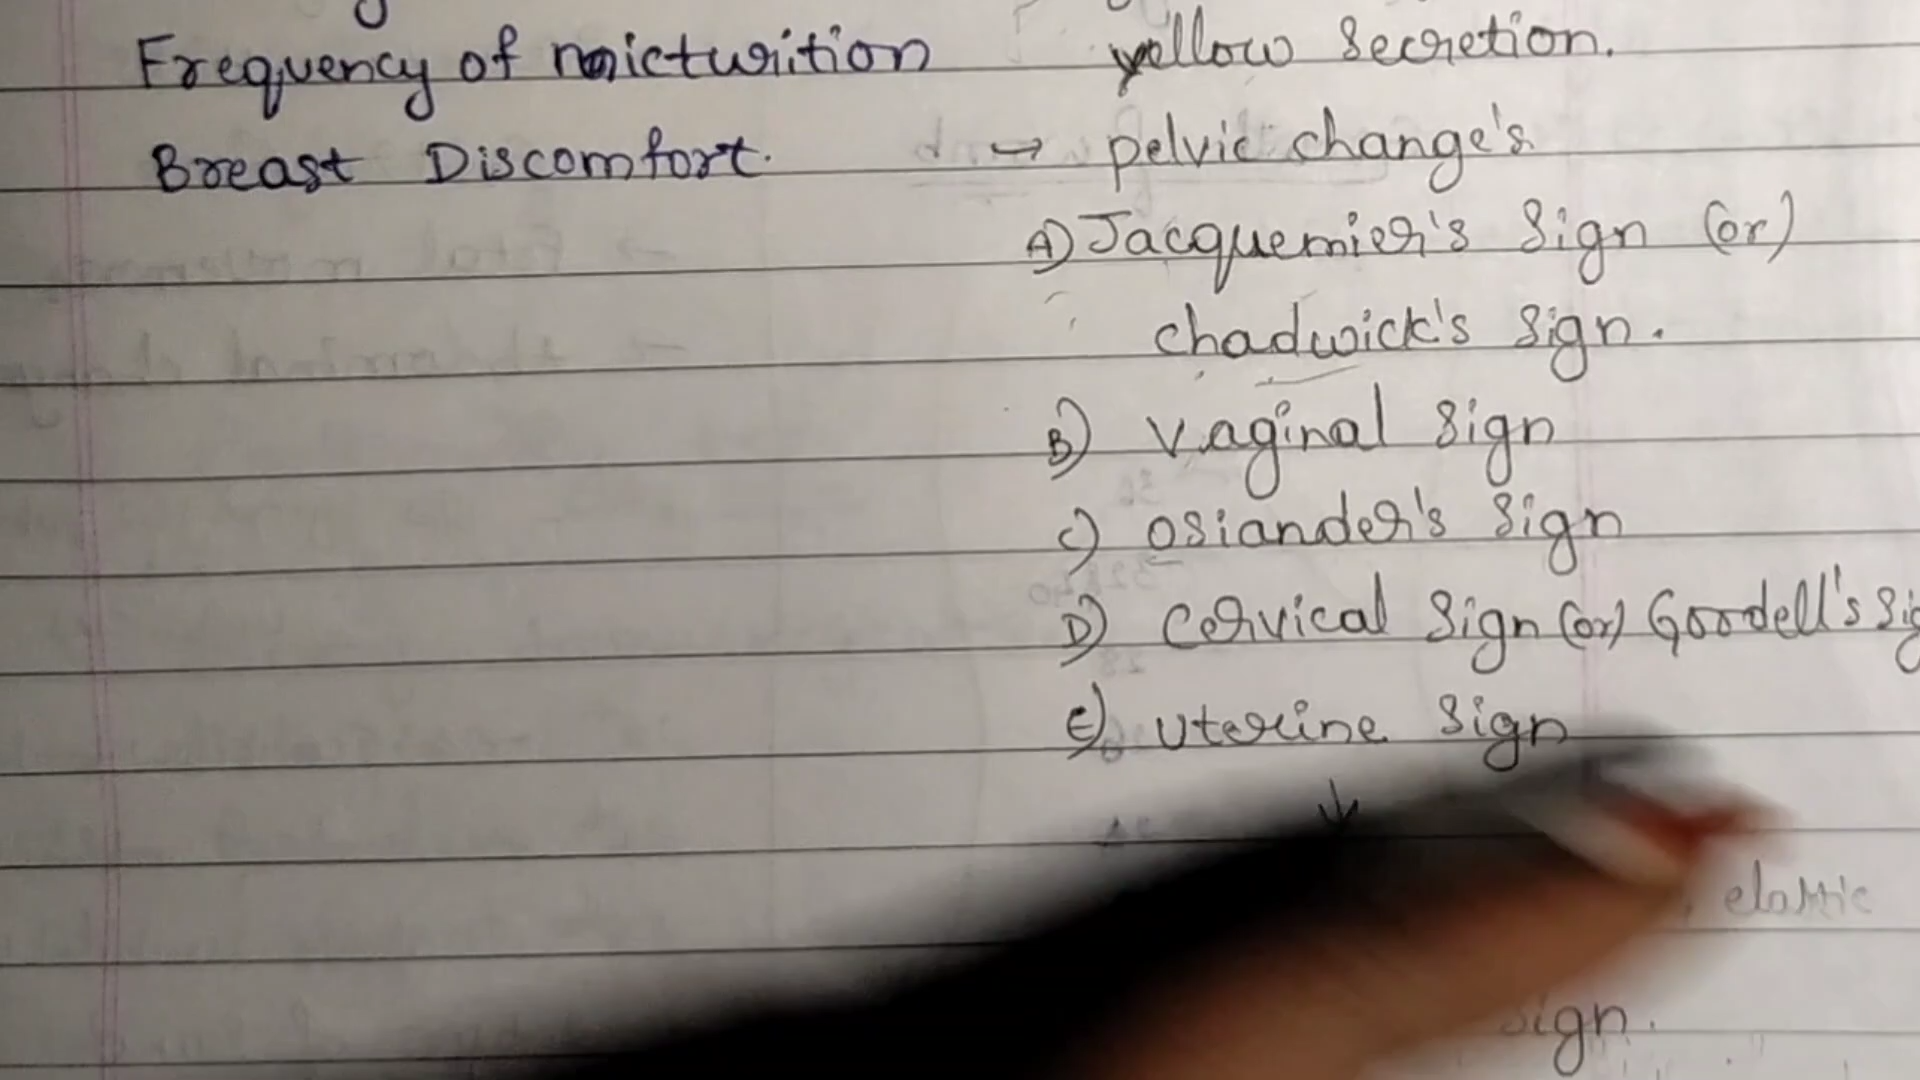 Frequency of micturition
Breast Discomfort.
yellow secretion.
→ pelvic change's
A) Jacquemier's Sign (or)
chadwick's Sign.
B) vaginal Sign
C) Osiander's Sign
D) Cervical Sign (or) Goodell's Sig
E) uterine Sign
↓
elastic
Sign.